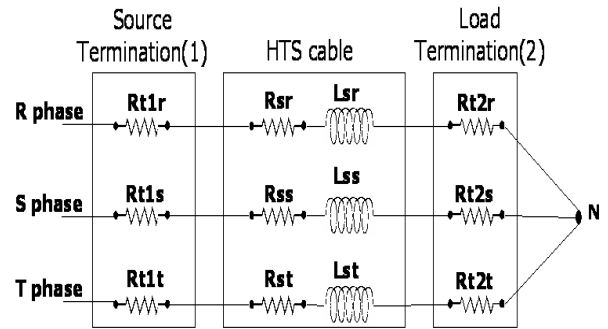 Source
Termination(1)
HTS cable
Load
Termination(2)
R phase
Rt1r
Rsr
Lsr
Rt2r
S phase
Rt1s
Rss
Lss
Rt2s
N
T phase
Rt1t
Rst
Lst
Rt2t